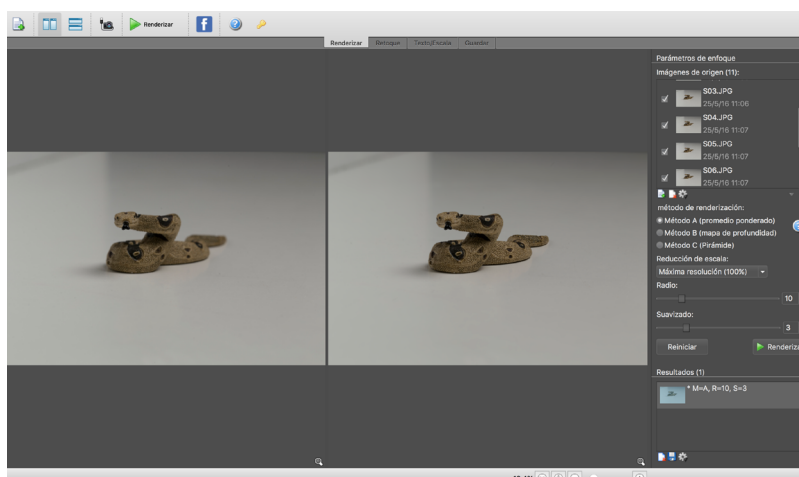 Renderizar
Renderizar Retoque Texto/Escala Guardar
Parámetros de enfoque
Imágenes de origen (11):
S03.JPG
25/5/16 11:06
S04.JPG
25/5/16 11:07
S05.JPG
25/5/16 11:07
S06.JPG
25/5/16 11:07
método de renderización:
Método A (promedio ponderado)
Método B (mapa de profundidad)
Método C (Pirámide)
Reducción de escala:
Máxima resolución (100%)
Radio:
10
Suavizado:
3
Reiniciar Renderiza
Resultados (1)
* M=A, R=10, S=3